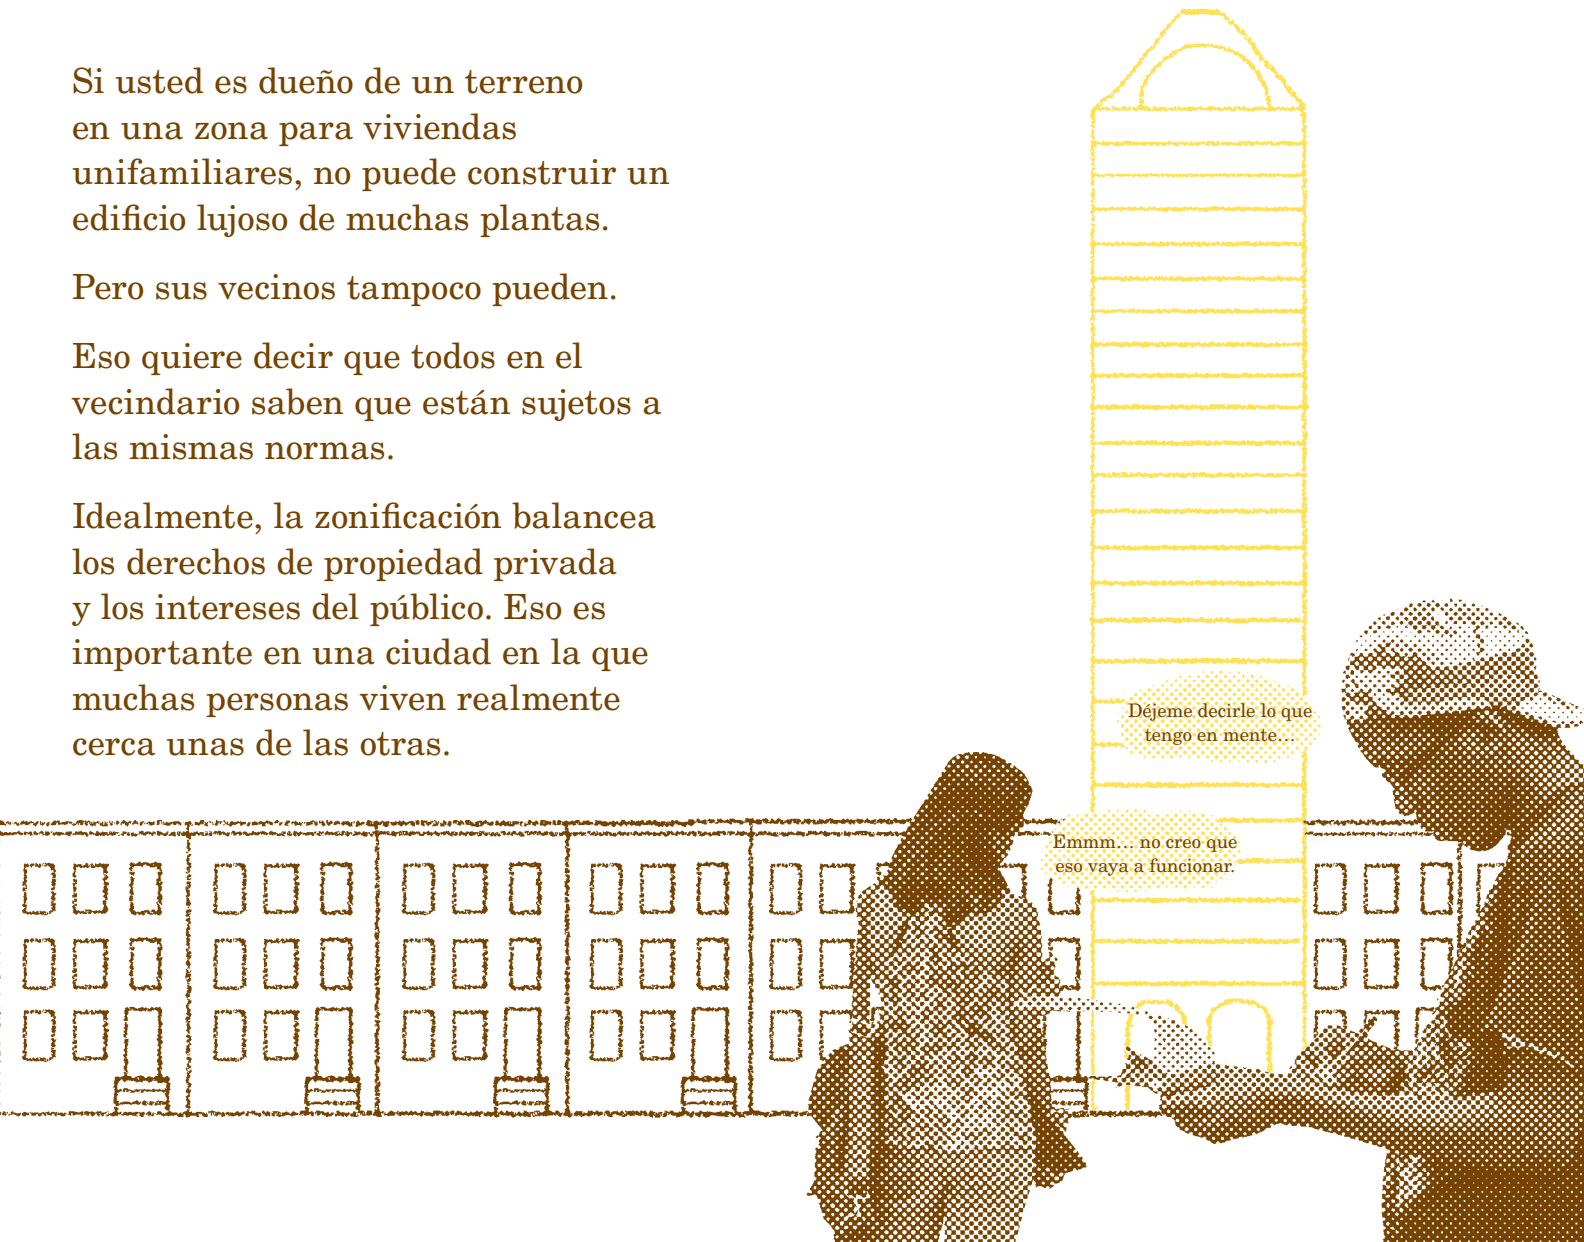 Si usted es dueño de un terreno
en una zona para viviendas
unifamiliares, no puede construir un
edificio lujoso de muchas plantas.
Pero sus vecinos tampoco pueden.
Eso quiere decir que todos en el
vecindario saben que están sujetos a
las mismas normas.
Idealmente, la zonificación balancea
los derechos de propiedad privada
y los intereses del público. Eso es
importante en una ciudad en la que
muchas personas viven realmente
cerca unas de las otras.
Déjeme decirle lo que
tengo en mente…
Emmm… no creo que
eso vaya a funcionar.